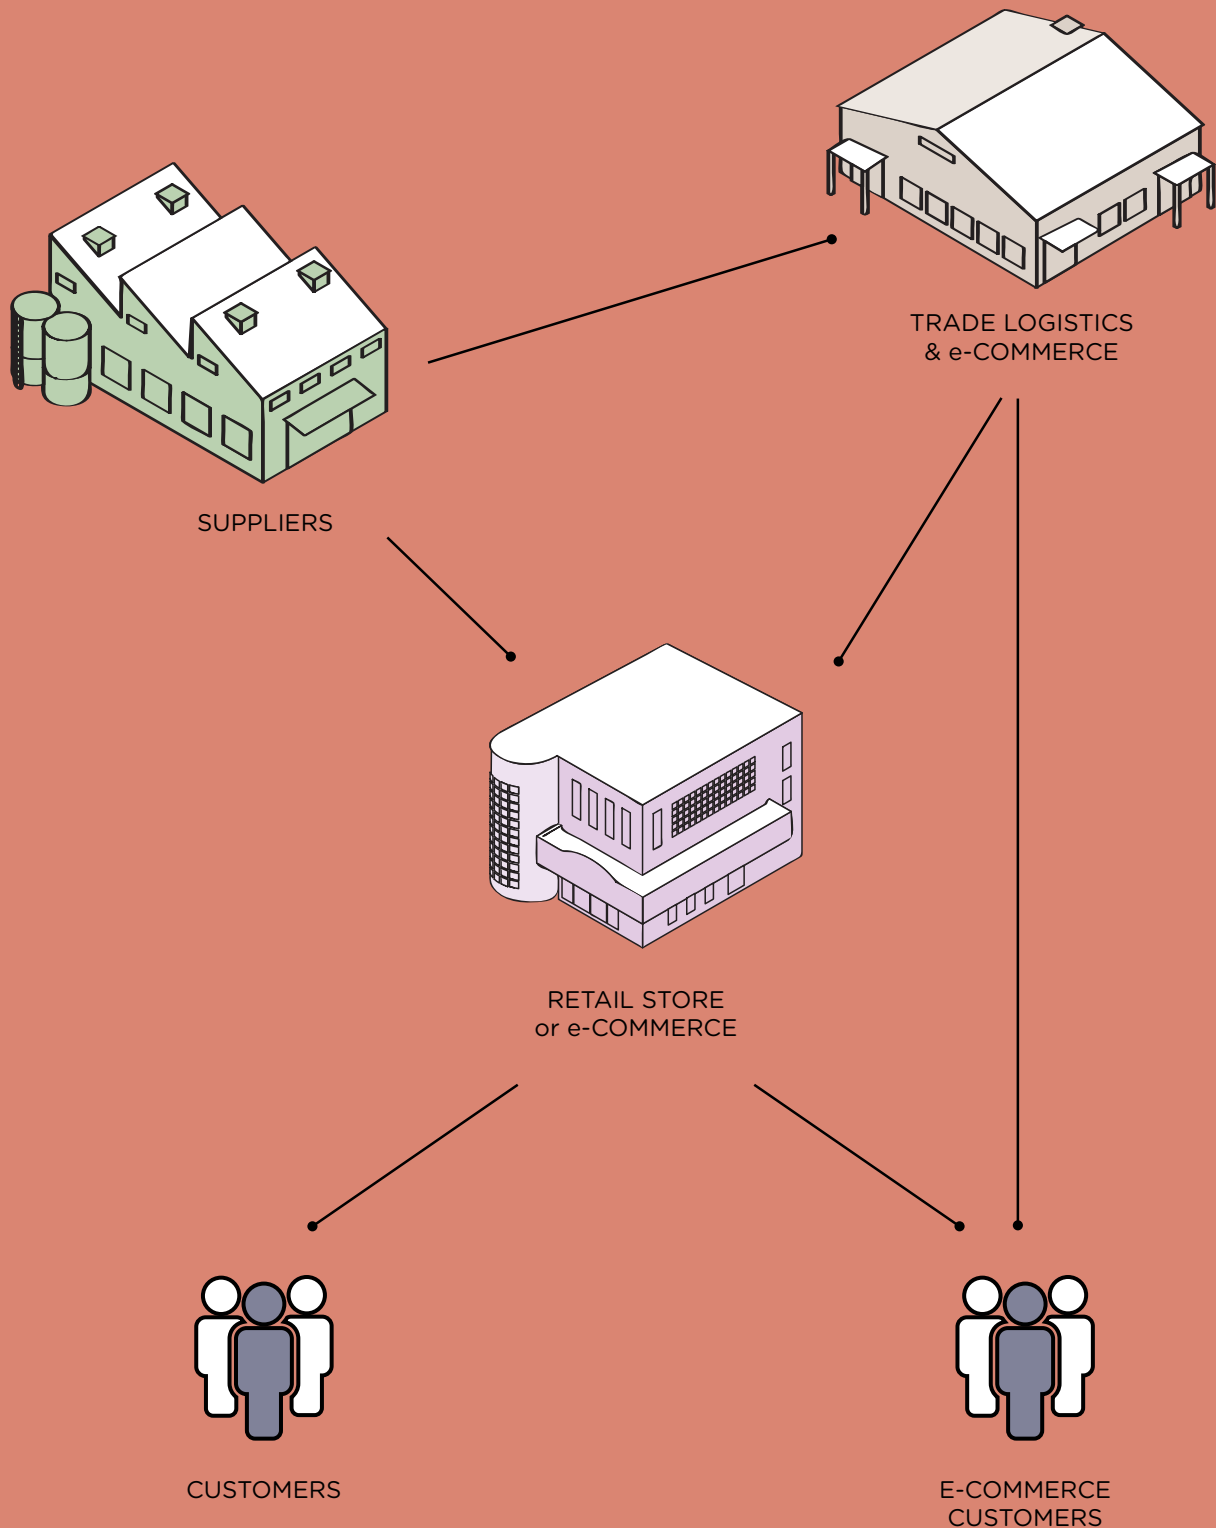 TRADE LOGISTICS
& e-COMMERCE
SUPPLIERS
RETAIL STORE
or e-COMMERCE
CUSTOMERS
E-COMMERCE
CUSTOMERS